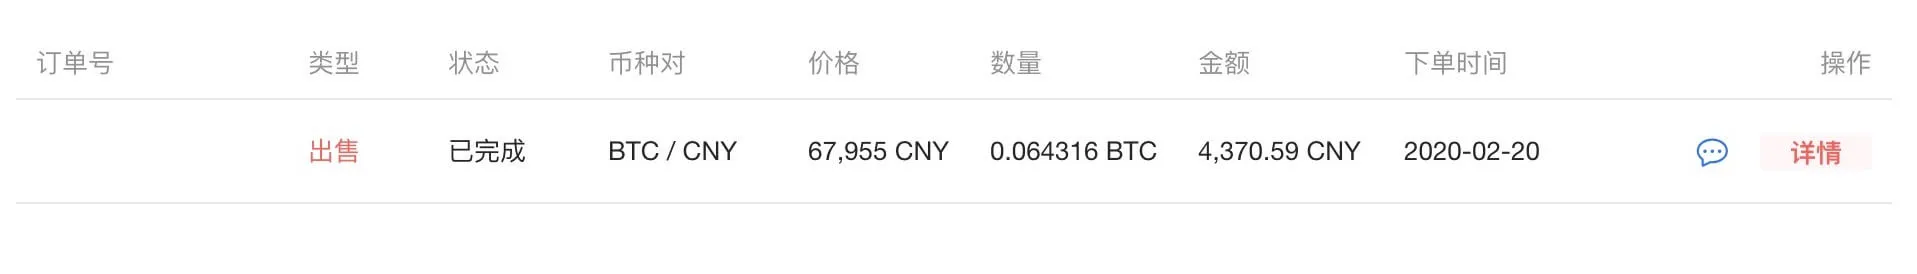 订单号 类型 状态 币种对 价格 数量 金额 下单时间 操作
出售 已完成 BTC / CNY 67,955 CNY 0.064316 BTC 4,370.59 CNY 2020-02-20 详情